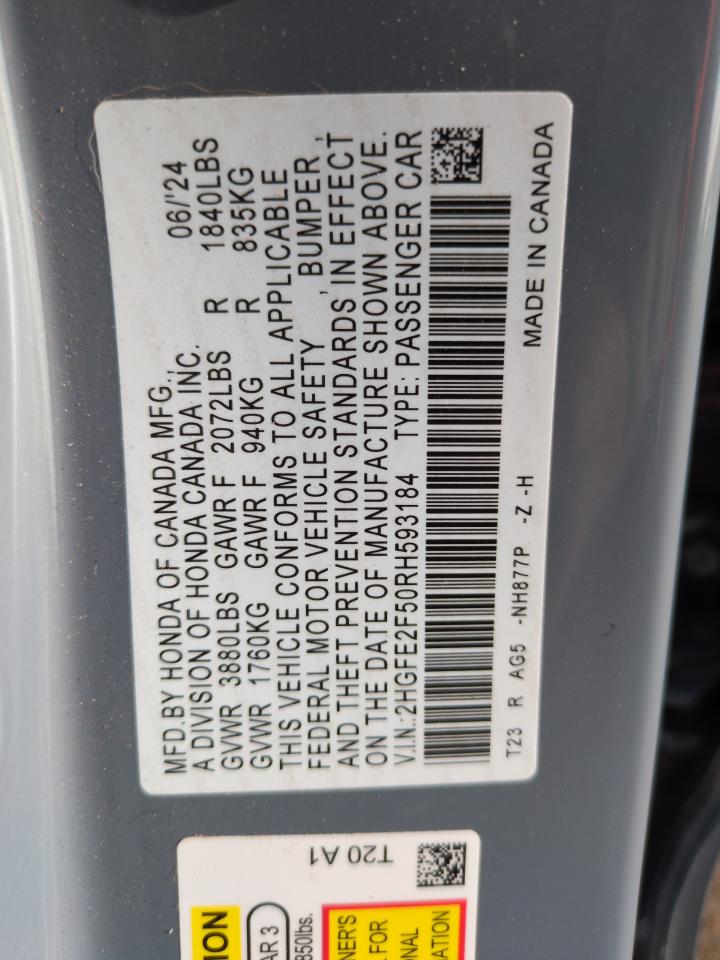 MFD.BY HONDA OF CANADA MFG.,
A DIVISION OF HONDA CANADA INC. 06/'24
GVWR 3880LBS GAWR F 2072LBS R 1840LBS
GVWR 1760KG GAWR F 940KG R 835KG
THIS VEHICLE CONFORMS TO ALL APPLICABLE
FEDERAL MOTOR VEHICLE SAFETY , BUMPER ,
AND THEFT PREVENTION STANDARDS IN EFFECT
ON THE DATE OF MANUFACTURE SHOWN ABOVE.
V.I.N.:2HGFE2F50RH593184 TYPE: PASSENGER CAR
T23 R AG5 -NH877P -Z -H
MADE IN CANADA
T20 A1
850lbs.